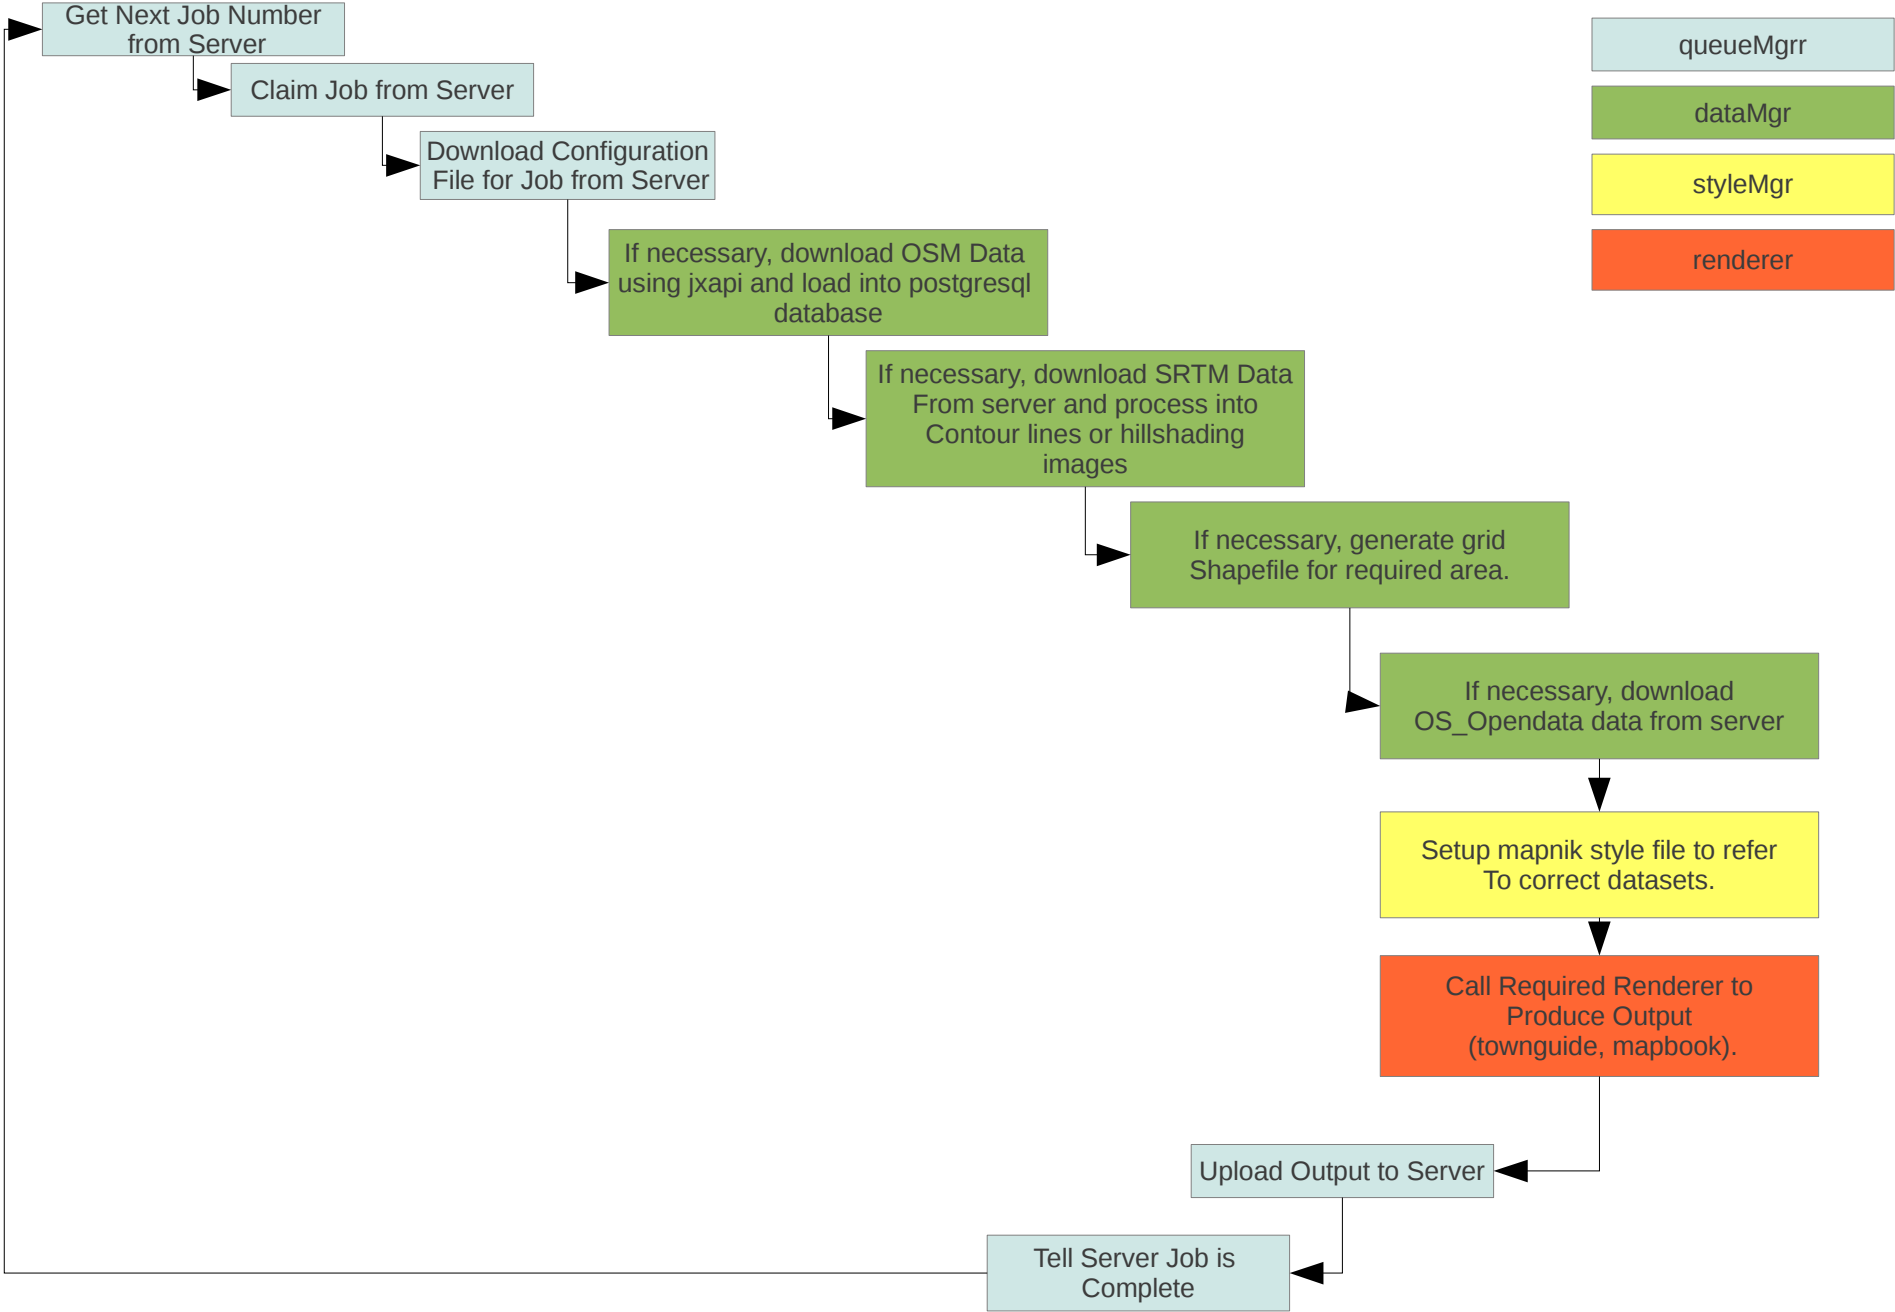 Get Next Job Number
from Server
Claim Job from Server
Download Configuration
File for Job from Server
If necessary, download OSM Data
using jxapi and load into postgresql
database
If necessary, download SRTM Data
From server and process into
Contour lines or hillshading
images
If necessary, generate grid
Shapefile for required area.
If necessary, download
OS_Opendata data from server
Setup mapnik style file to refer
To correct datasets.
Call Required Renderer to
Produce Output
(townguide, mapbook).
Upload Output to Server
Tell Server Job is
Complete
queueMgrr
dataMgr
styleMgr
renderer